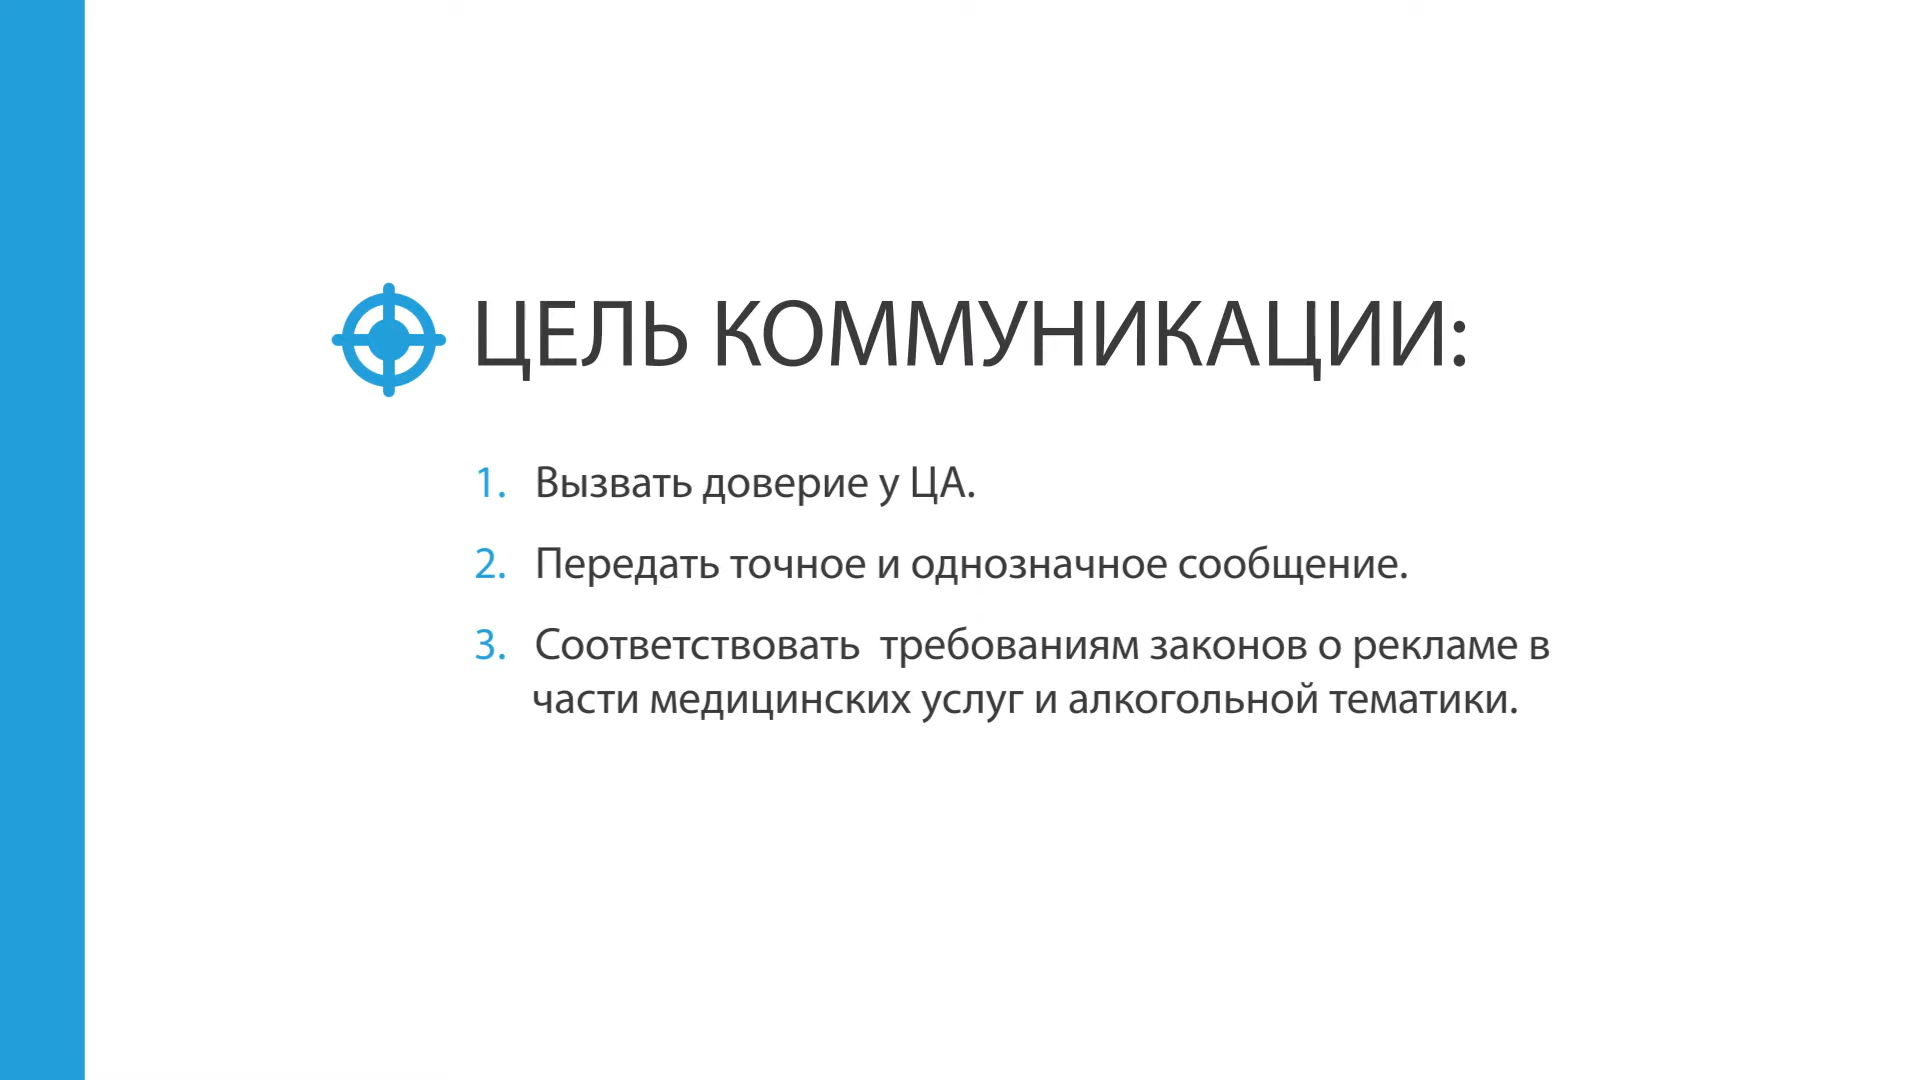 ЦЕЛЬ КОММУНИКАЦИИ:
1. Вызвать доверие у ЦА.
2. Передать точное и однозначное сообщение.
3. Соответствовать требованиям законов о рекламе в
части медицинских услуг и алкогольной тематики.